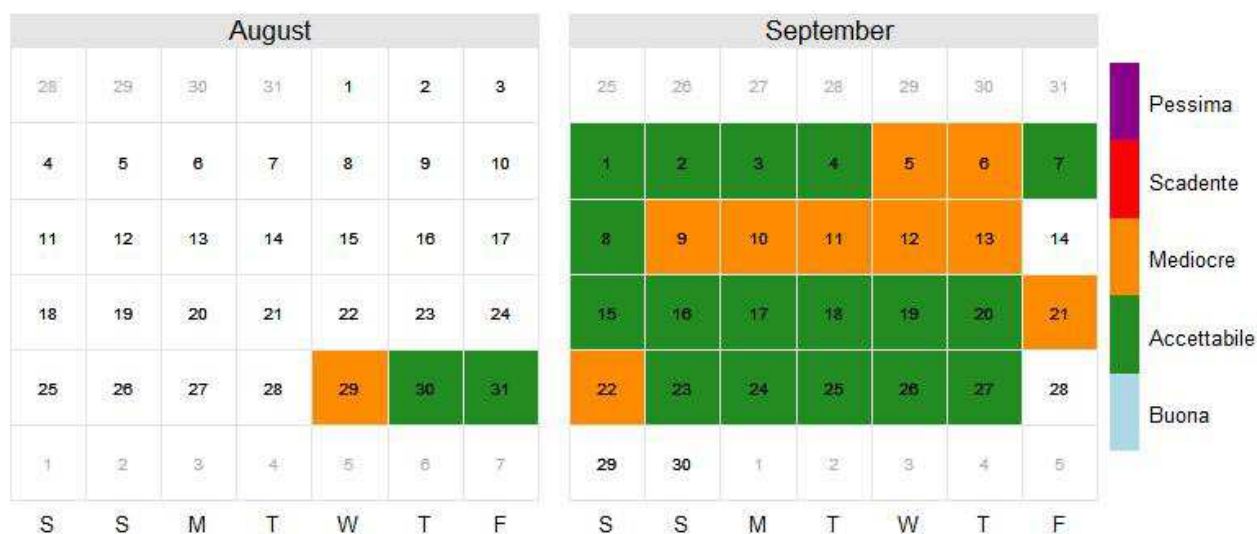 August
28 29 30 31 1 2 3
4 5 6 7 8 9 10
11 12 13 14 15 16 17
18 19 20 21 22 23 24
25 26 27 28 29 30 31
1 2 3 4 5 6 7
S S M T W T F
September
25 26 27 28 29 30 31
1 2 3 4 5 6 7
8 9 10 11 12 13 14
15 16 17 18 19 20 21
22 23 24 25 26 27 28
29 30 1 2 3 4 5
S S M T W T F
Pessima
Scadente
Mediocre
Accettabile
Buona